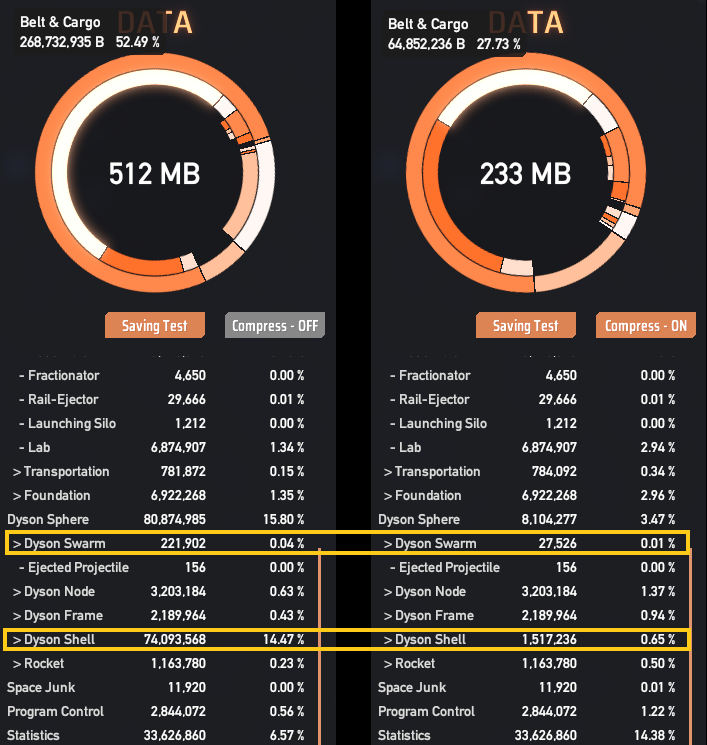 DATA
Belt & Cargo
268,732,935 B 52.49 %
512 MB
Saving Test Compress - OFF
- Fractionator 4,650 0.00 %
- Rail-Ejector 29,666 0.01 %
- Launching Silo 1,212 0.00 %
- Lab 6,874,907 1.34 %
> Transportation 781,872 0.15 %
> Foundation 6,922,268 1.35 %
Dyson Sphere 80,874,985 15.80 %
> Dyson Swarm 221,902 0.04 %
- Ejected Projectile 156 0.00 %
> Dyson Node 3,203,184 0.63 %
> Dyson Frame 2,189,964 0.43 %
> Dyson Shell 74,093,568 14.47 %
> Rocket 1,163,780 0.23 %
Space Junk 11,920 0.00 %
Program Control 2,844,072 0.56 %
Statistics 33,626,860 6.57 %
DATA
Belt & Cargo
64,852,236 B 27.73 %
233 MB
Saving Test Compress - ON
- Fractionator 4,650 0.00 %
- Rail-Ejector 29,666 0.01 %
- Launching Silo 1,212 0.00 %
- Lab 6,874,907 2.94 %
> Transportation 784,092 0.34 %
> Foundation 6,922,268 2.96 %
Dyson Sphere 8,104,277 3.47 %
> Dyson Swarm 27,526 0.01 %
- Ejected Projectile 156 0.00 %
> Dyson Node 3,203,184 1.37 %
> Dyson Frame 2,189,964 0.94 %
> Dyson Shell 1,517,236 0.65 %
> Rocket 1,163,780 0.50 %
Space Junk 11,920 0.01 %
Program Control 2,844,072 1.22 %
Statistics 33,626,860 14.38 %